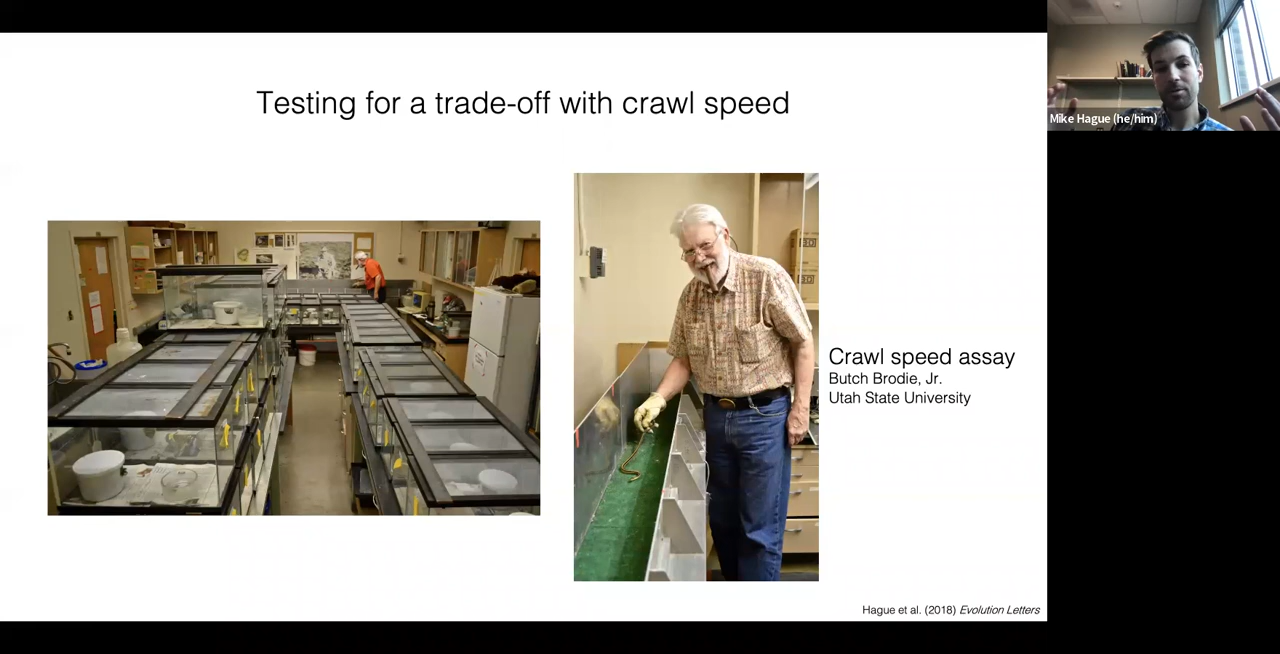 Testing for a trade-off with crawl speed
Mike Hague (he/him)
Crawl speed assay
Butch Brodie, Jr.
Utah State University
Hague et al. (2018) Evolution Letters